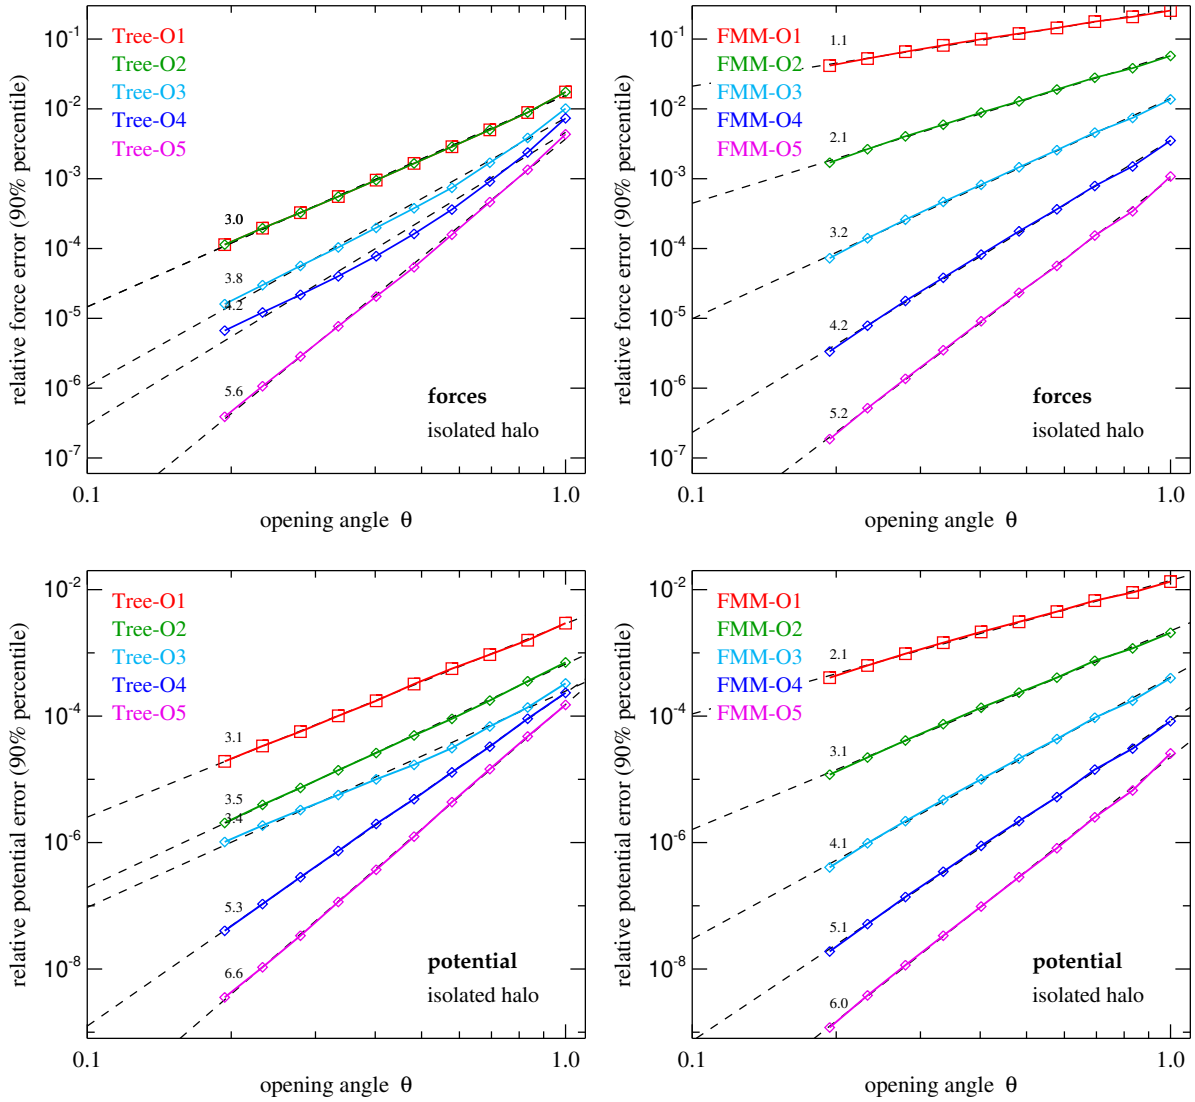 10^-1
10^-2
10^-3
10^-4
10^-5
10^-6
10^-7
relative force error (90% percentile)
Tree-O1
Tree-O2
Tree-O3
Tree-O4
Tree-O5
3.0
3.8
4.2
5.6
forces
isolated halo
0.1
1.0
opening angle θ
10^-1
10^-2
10^-3
10^-4
10^-5
10^-6
10^-7
relative force error (90% percentile)
FMM-O1
FMM-O2
FMM-O3
FMM-O4
FMM-O5
1.1
2.1
3.2
4.2
5.2
forces
isolated halo
0.1
1.0
opening angle θ
10^-2
10^-4
10^-6
10^-8
relative potential error (90% percentile)
Tree-O1
Tree-O2
Tree-O3
Tree-O4
Tree-O5
3.1
3.5
3.4
5.3
6.6
potential
isolated halo
0.1
1.0
opening angle θ
10^-2
10^-4
10^-6
10^-8
relative potential error (90% percentile)
FMM-O1
FMM-O2
FMM-O3
FMM-O4
FMM-O5
2.1
3.1
4.1
5.1
6.0
potential
isolated halo
0.1
1.0
opening angle θ